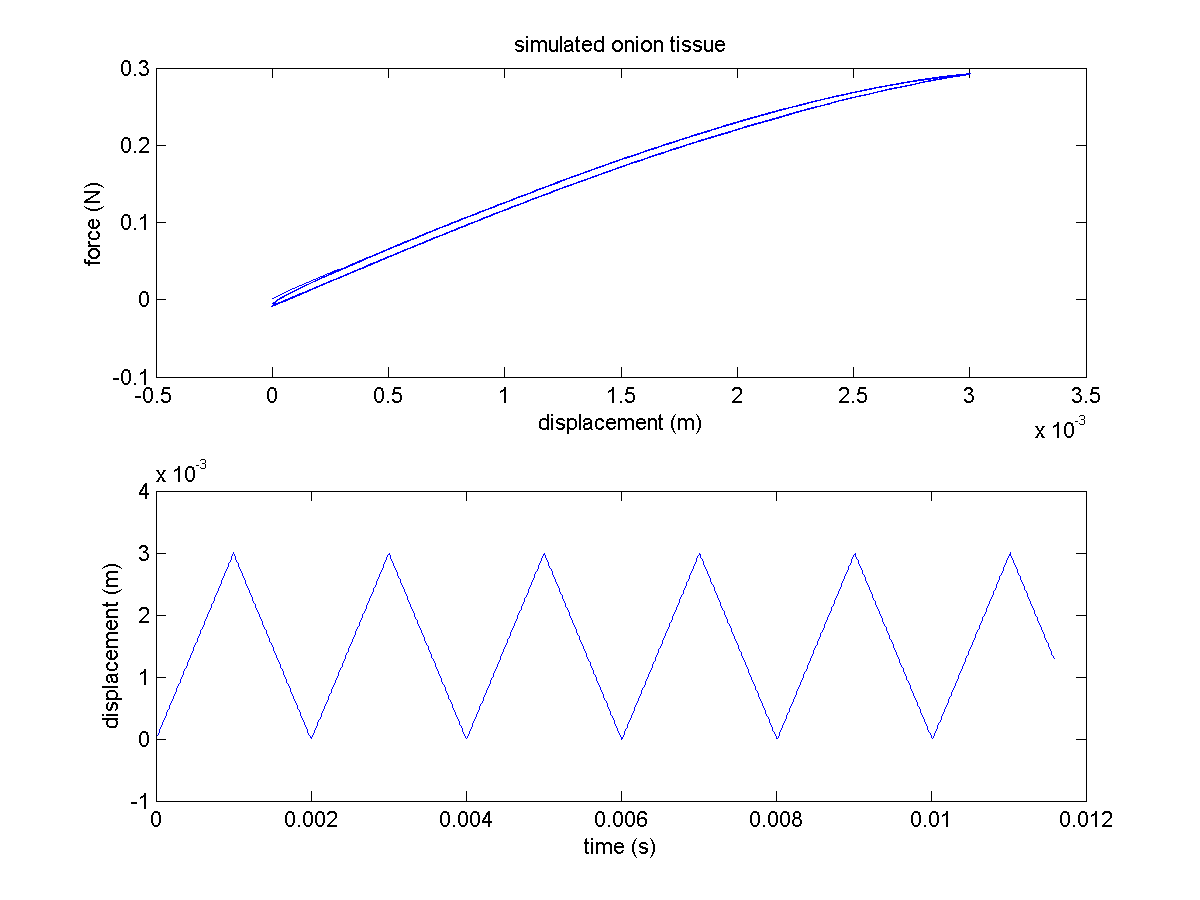 simulated onion tissue
0.3
0.2
0.1
0
-0.1
force (N)
-0.5 0 0.5 1 1.5 2 2.5 3 3.5
displacement (m)
x 10-3
x 10-3
4
3
2
1
0
-1
displacement (m)
0 0.002 0.004 0.006 0.008 0.01 0.012
time (s)